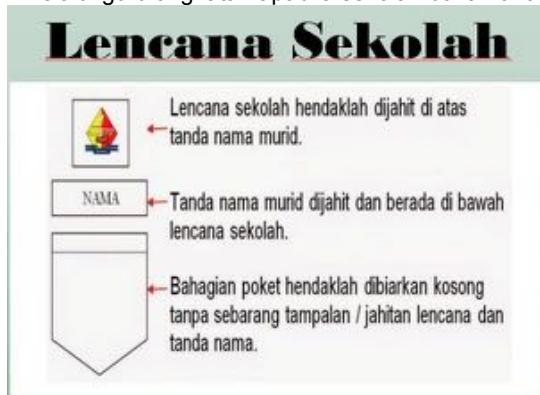 Lencana Sekolah
Lencana sekolah hendaklah dijahit di atas
tanda nama murid.
NAMA
Tanda nama murid dijahit dan berada di bawah
lencana sekolah.
Bahagian poket hendaklah dibiarkan kosong
tanpa sebarang tampalan / jahitan lencana dan
tanda nama.